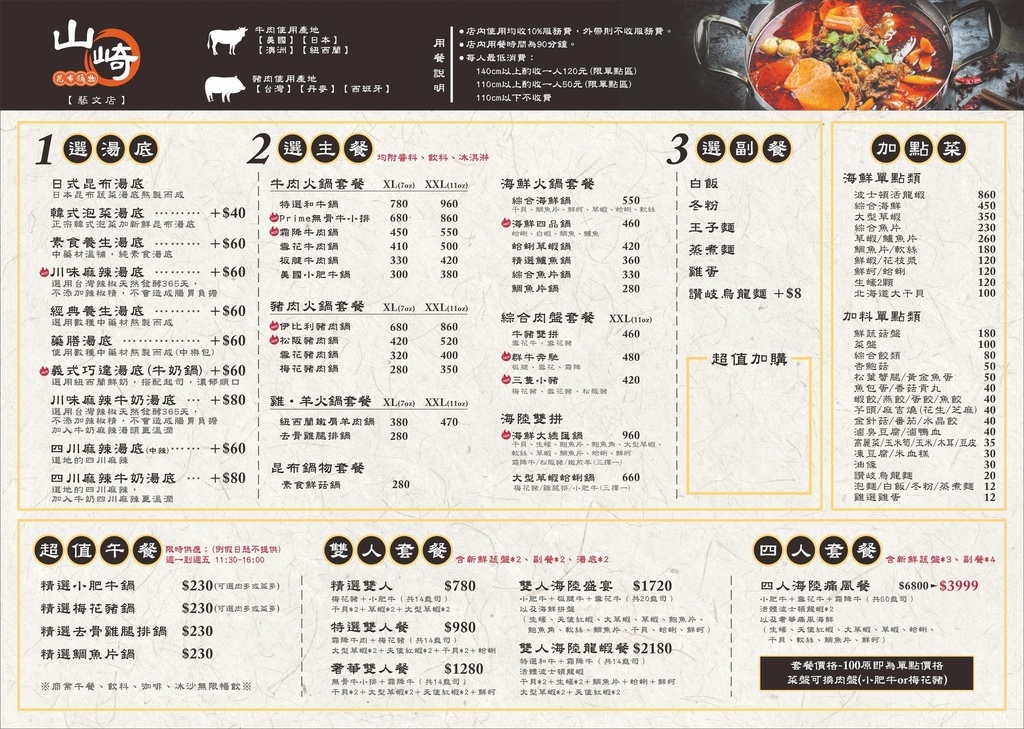 山崎
昆布鍋物
【藝文店】
牛肉使用產地
【美國】【日本】
【澳洲】【紐西蘭】
豬肉使用產地
【台灣】【丹麥】【西班牙】
用餐說明
●店內使用均收10%服務費，外帶則不收服務費。
●店內用餐時間為90分鐘。
●每人最低消費：
140cm以上酌收一人120元(限單點區)
110cm以上酌收一人50元(限單點區)
110cm以下不收費
1 選湯底
日式昆布湯底
日本昆布蔬菜湯底熬製而成
韓式泡菜湯底 ……… +$40
正宗韓式泡菜加新鮮昆布湯底
素食養生湯底 ……… +$60
中藥材溫補，純素食湯底
川味麻辣湯底 ……… +$60
選用台灣辣椒天然發酵365天，
不添加辣椒精，不會造成腸胃負擔
經典養生湯底 ……… +$60
選用數種中藥材熬製而成
藥膳湯底 ………… +$60
使用數種中藥材熬製而成(中藥包)
義式巧達湯底(牛奶鍋) +$60
選用紐西蘭鮮奶，搭配起司，濃郁順口
川味麻辣牛奶湯底 … +$80
選用台灣辣椒天然發酵365天，
不添加辣椒精，不會造成腸胃負擔
加入牛奶麻辣湯頭更溫潤
四川麻辣湯底(中辣)…… +$60
道地的四川麻辣
四川麻辣牛奶湯底 … +$80
道地的四川麻辣，
加入牛奶四川麻辣更溫潤
2 選主餐 均附醬料、飲料、冰淇淋
牛肉火鍋套餐 XL(7oz) XXL(11oz)
特選和牛鍋 780 960
Prime無骨牛小排 680 860
霜降牛肉鍋 450 550
雪花牛肉鍋 410 500
板腱牛肉鍋 330 420
美國小肥牛鍋 300 380
豬肉火鍋套餐 XL(7oz) XXL(11oz)
伊比利豬肉鍋 680 860
松阪豬肉鍋 420 520
雪花豬肉鍋 320 400
梅花豬肉鍋 280 350
雞・羊火鍋套餐 XL(7oz) XXL(11oz)
紐西蘭嫩肩羊肉鍋 380 470
去骨雞腿排鍋 280
昆布鍋物套餐
素食鮮菇鍋 280
海鮮火鍋套餐
綜合海鮮鍋 550
干貝、鯛魚片、鮮蚵、草蝦、蛤蜊、軟絲
海鮮四品鍋 460
蛤蜊、白蝦、鯛魚、鱸魚
蛤蜊草蝦鍋 420
精選鱸魚鍋 360
綜合魚片鍋 330
鯛魚片鍋 280
綜合肉盤套餐 XXL(11oz)
牛豬雙拼 460
雪花牛、雪花豬
群牛奔馳 480
板腱、雪花、霜降
三隻小豬 420
梅花豬、雪花豬、松阪豬
海陸雙拼
海鮮大總匯鍋 960
干貝、生蠔、鮑魚片、鮑魚角、大型草蝦、
軟絲、草蝦、鯛魚片、蛤蜊、鮮蚵
霜降牛/松阪豬/嫩煎羊(三擇一)
大型草蝦蛤蜊鍋 660
梅花豬/雞腿排/小肥牛(三擇一)
3 選副餐
白飯
冬粉
王子麵
蒸煮麵
雞蛋
讚岐烏龍麵 +$8
超值加購
加點菜
海鮮單點類
波士頓活龍蝦 860
綜合海鮮 450
大型草蝦 350
綜合魚片 230
草蝦/鱸魚片 260
鯛魚片/軟絲 180
鮮蝦/花枝漿 120
鮮蚵/蛤蜊 120
生蠔2顆 120
北海道大干貝 100
加料單點類
鮮蔬菇盤 180
菜盤 100
綜合餃類 80
杏鮑菇 50
松葉蟹腿/黃金魚蛋 50
魚包蛋/香菇貢丸 40
蝦餃/燕餃/蛋餃/魚餃 40
芋頭/麻吉燒(花生/芝麻) 40
金針菇/番茄/水晶餃 40
滷臭豆腐/滷鴨血 40
高麗菜/玉米筍/玉米/木耳/豆皮 35
凍豆腐/米血糕 30
油條 30
讚岐烏龍麵 20
泡麵/白飯/冬粉/蒸煮麵 12
雞選雞蛋 12
超值午餐 限時供應：(例假日恕不提供)
週一到週五 11:30-16:00
精選小肥牛鍋 $230(可選肉多或菜多)
精選梅花豬鍋 $230(可選肉多或菜多)
精選去骨雞腿排鍋 $230
精選鯛魚片鍋 $230
※商業午餐、飲料、咖啡、冰沙無限暢飲※
雙人套餐 含新鮮蔬盤*2、副餐*2、湯底*2
精選雙人 $780
梅花豬+小肥牛（共14盎司）
干貝*2+草蝦*2+大型草蝦*2
特選雙人餐 $980
霜降牛肉+梅花豬（共14盎司）
大型草蝦*2+天使紅蝦*2+干貝*2+蛤蜊
奢華雙人餐 $1280
無骨牛小排+霜降牛（共14盎司）
干貝*2+大型草蝦*2+天使紅蝦*2+鮮蚵
雙人海陸盛宴 $1720
小肥牛+板腱牛+雪花牛（共20盎司）
以及海鮮拼盤
（生蠔、天使紅蝦、大草蝦、草蝦、鮑魚片、
鮑魚角、軟絲、鯛魚片、干貝、蛤蜊、鮮蚵）
雙人海陸龍蝦餐 $2180
特選和牛+霜降牛（共14盎司）
活體波士頓龍蝦
干貝*2+生蠔*2+鯛魚片+蛤蜊+鮮蚵
大型草蝦*2+天使紅蝦*2
四人套餐 含新鮮蔬盤*3、副餐*4
四人海陸痛風餐 $6800►$3999
小肥牛+雪花牛+霜降牛（共50盎司）
活體波士頓龍蝦*2
以及奢華痛風海鮮
（生蠔、天使紅蝦、大草蝦、草蝦、鮑魚片、
干貝、軟絲、鯛魚片、鮮蚵）
套餐價格-100原即為單點價格
菜盤可換肉盤(小肥牛or梅花豬)